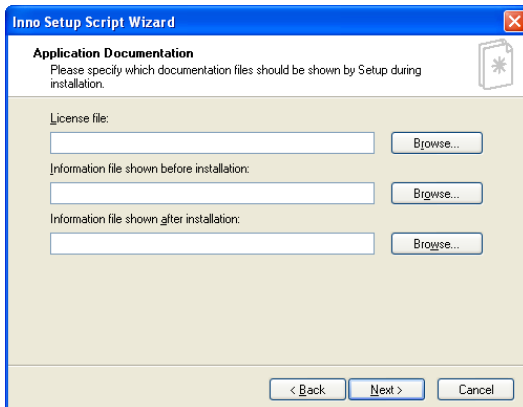 Inno Setup Script Wizard
Application Documentation
Please specify which documentation files should be shown by Setup during
installation.
License file:
Browse...
Information file shown before installation:
Browse...
Information file shown after installation:
Browse...
< Back Next > Cancel